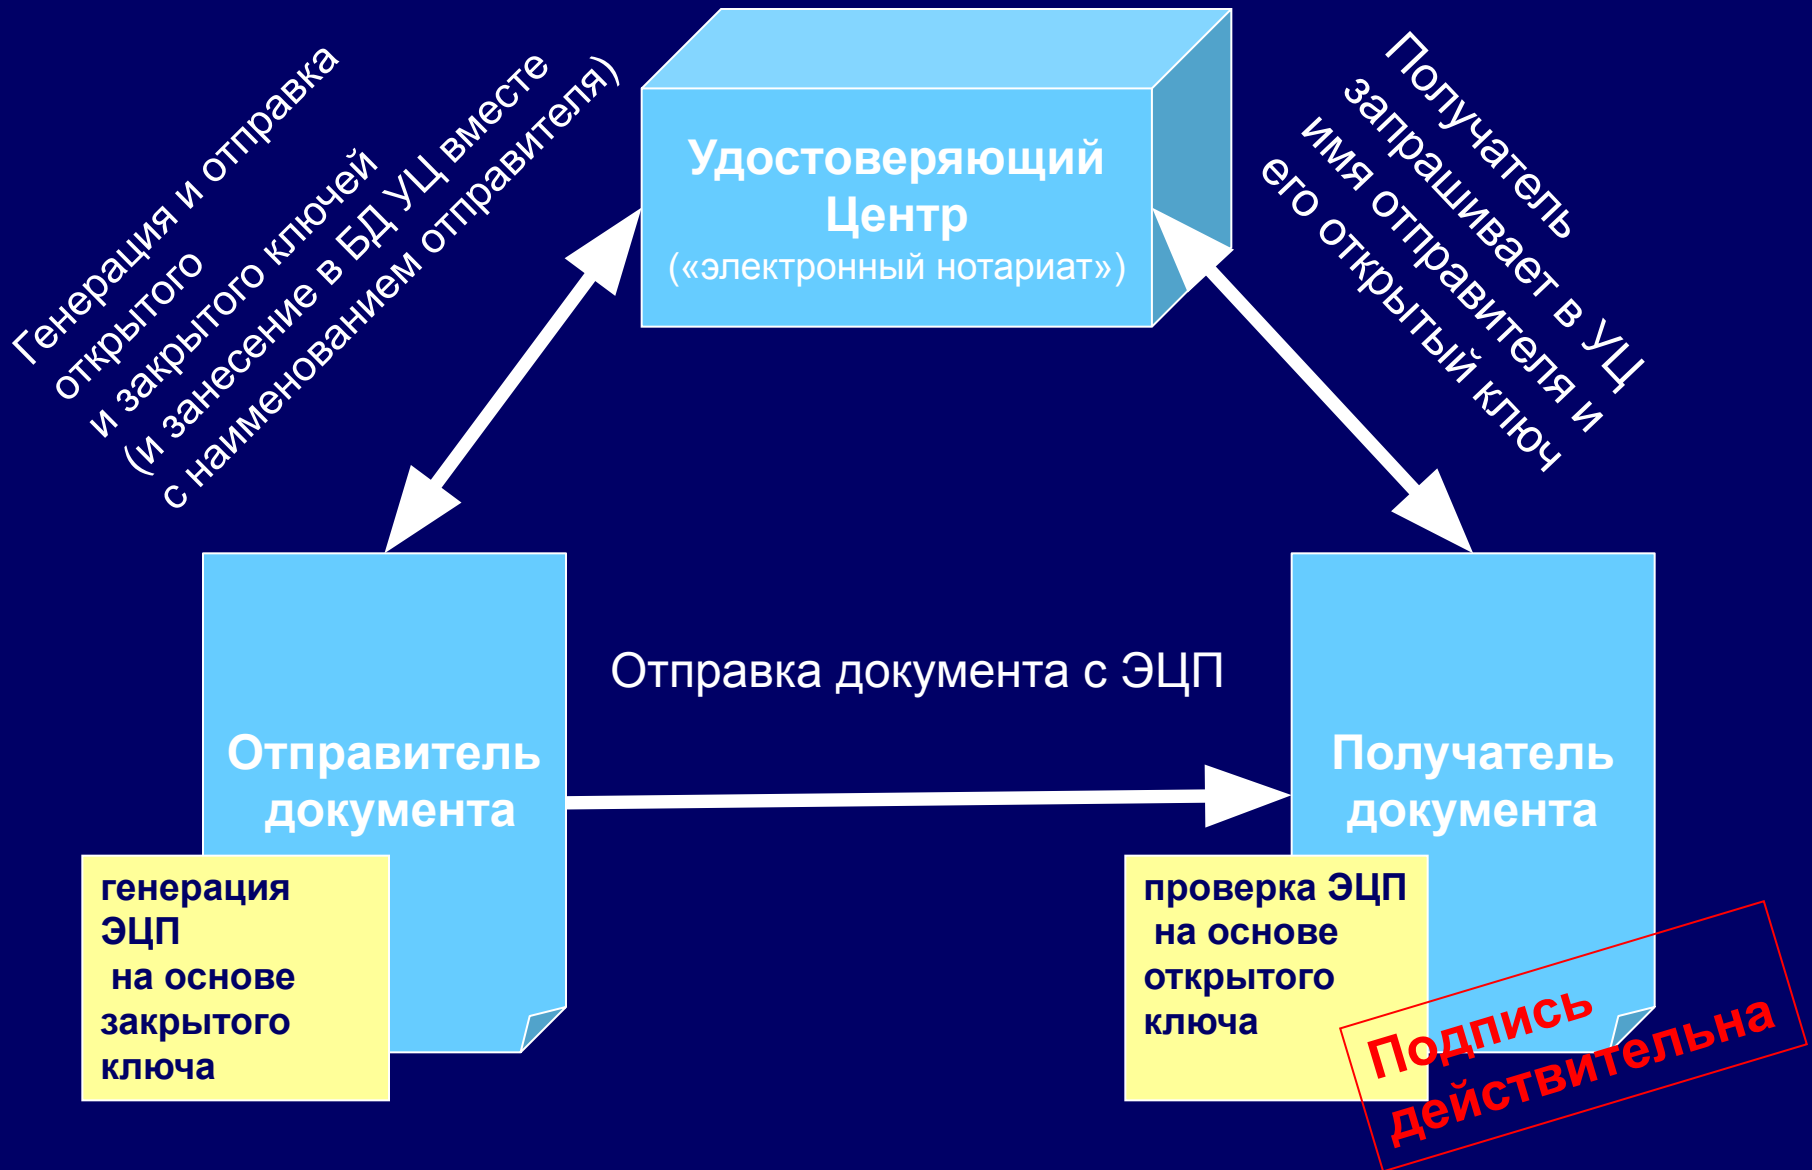 Генерация и отправка
открытого
и закрытого ключей
(и занесение в БД УЦ вместе
с наименованием отправителя)
Удостоверяющий
Центр
(«электронный нотариат»)
Получатель
запрашивает в УЦ
имя отправителя и
его открытый ключ
Отправка документа с ЭЦП
Отправитель
документа
Получатель
документа
генерация
ЭЦП
на основе
закрытого
ключа
проверка ЭЦП
на основе
открытого
ключа
Подпись
действительна